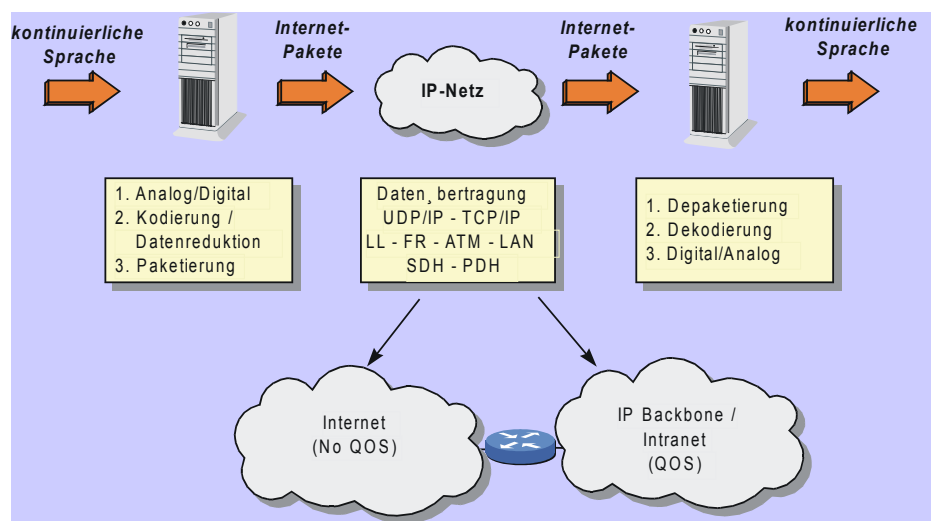 kontinuierliche
Sprache
Internet-
Pakete
IP-Netz
Internet-
Pakete
kontinuierliche
Sprache
1. Analog/Digital
2. Kodierung /
Datenreduktion
3. Paketierung
Daten¸bertragung
UDP/IP - TCP/IP
LL - FR - ATM - LAN
SDH - PDH
1. Depaketierung
2. Dekodierung
3. Digital/Analog
Internet
(No QOS)
IP Backbone /
Intranet
(QOS)